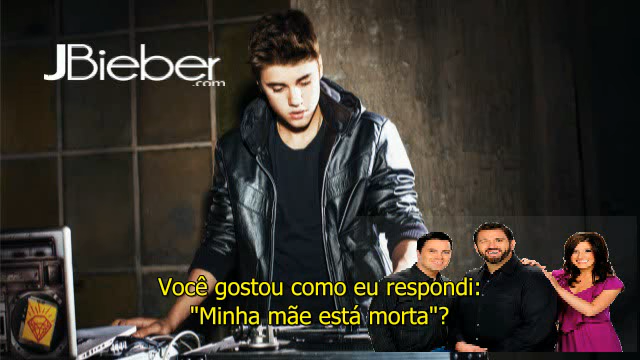 JBieber
.com
Você gostou como eu respondi:
"Minha mãe está morta"?